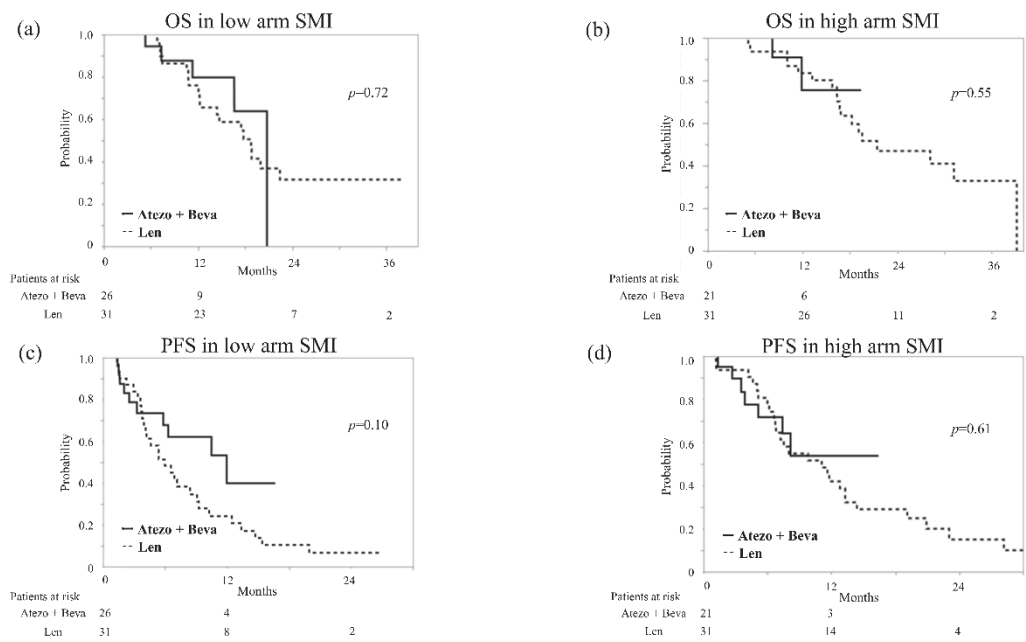 (a)
OS in low arm SMI
1.0
0.8
0.6
0.4
0.2
0
Probability
p=0.72
Atezo + Beva
Len
0 12 24 36
Months
Patients at risk
Atezo + Beva 26 9
Len 31 23 7 2
(b)
OS in high arm SMI
1.0
0.8
0.6
0.4
0.2
0.0
Probability
p=0.55
Atezo + Beva
Len
0 12 24 36
Months
Patients at risk
Atezo + Beva 21 6
Len 31 26 11 2
(c)
PFS in low arm SMI
1.0
0.8
0.6
0.4
0.2
0
Probability
p=0.10
Atezo + Beva
Len
0 12 24
Months
Patients at risk
Atezo + Beva 26 4
Len 31 8 2
(d)
PFS in high arm SMI
1.0
0.8
0.6
0.4
0.2
0.0
Probability
p=0.61
Atezo + Beva
Len
0 12 24
Months
Patients at risk
Atezo + Beva 21 3
Len 31 14 4